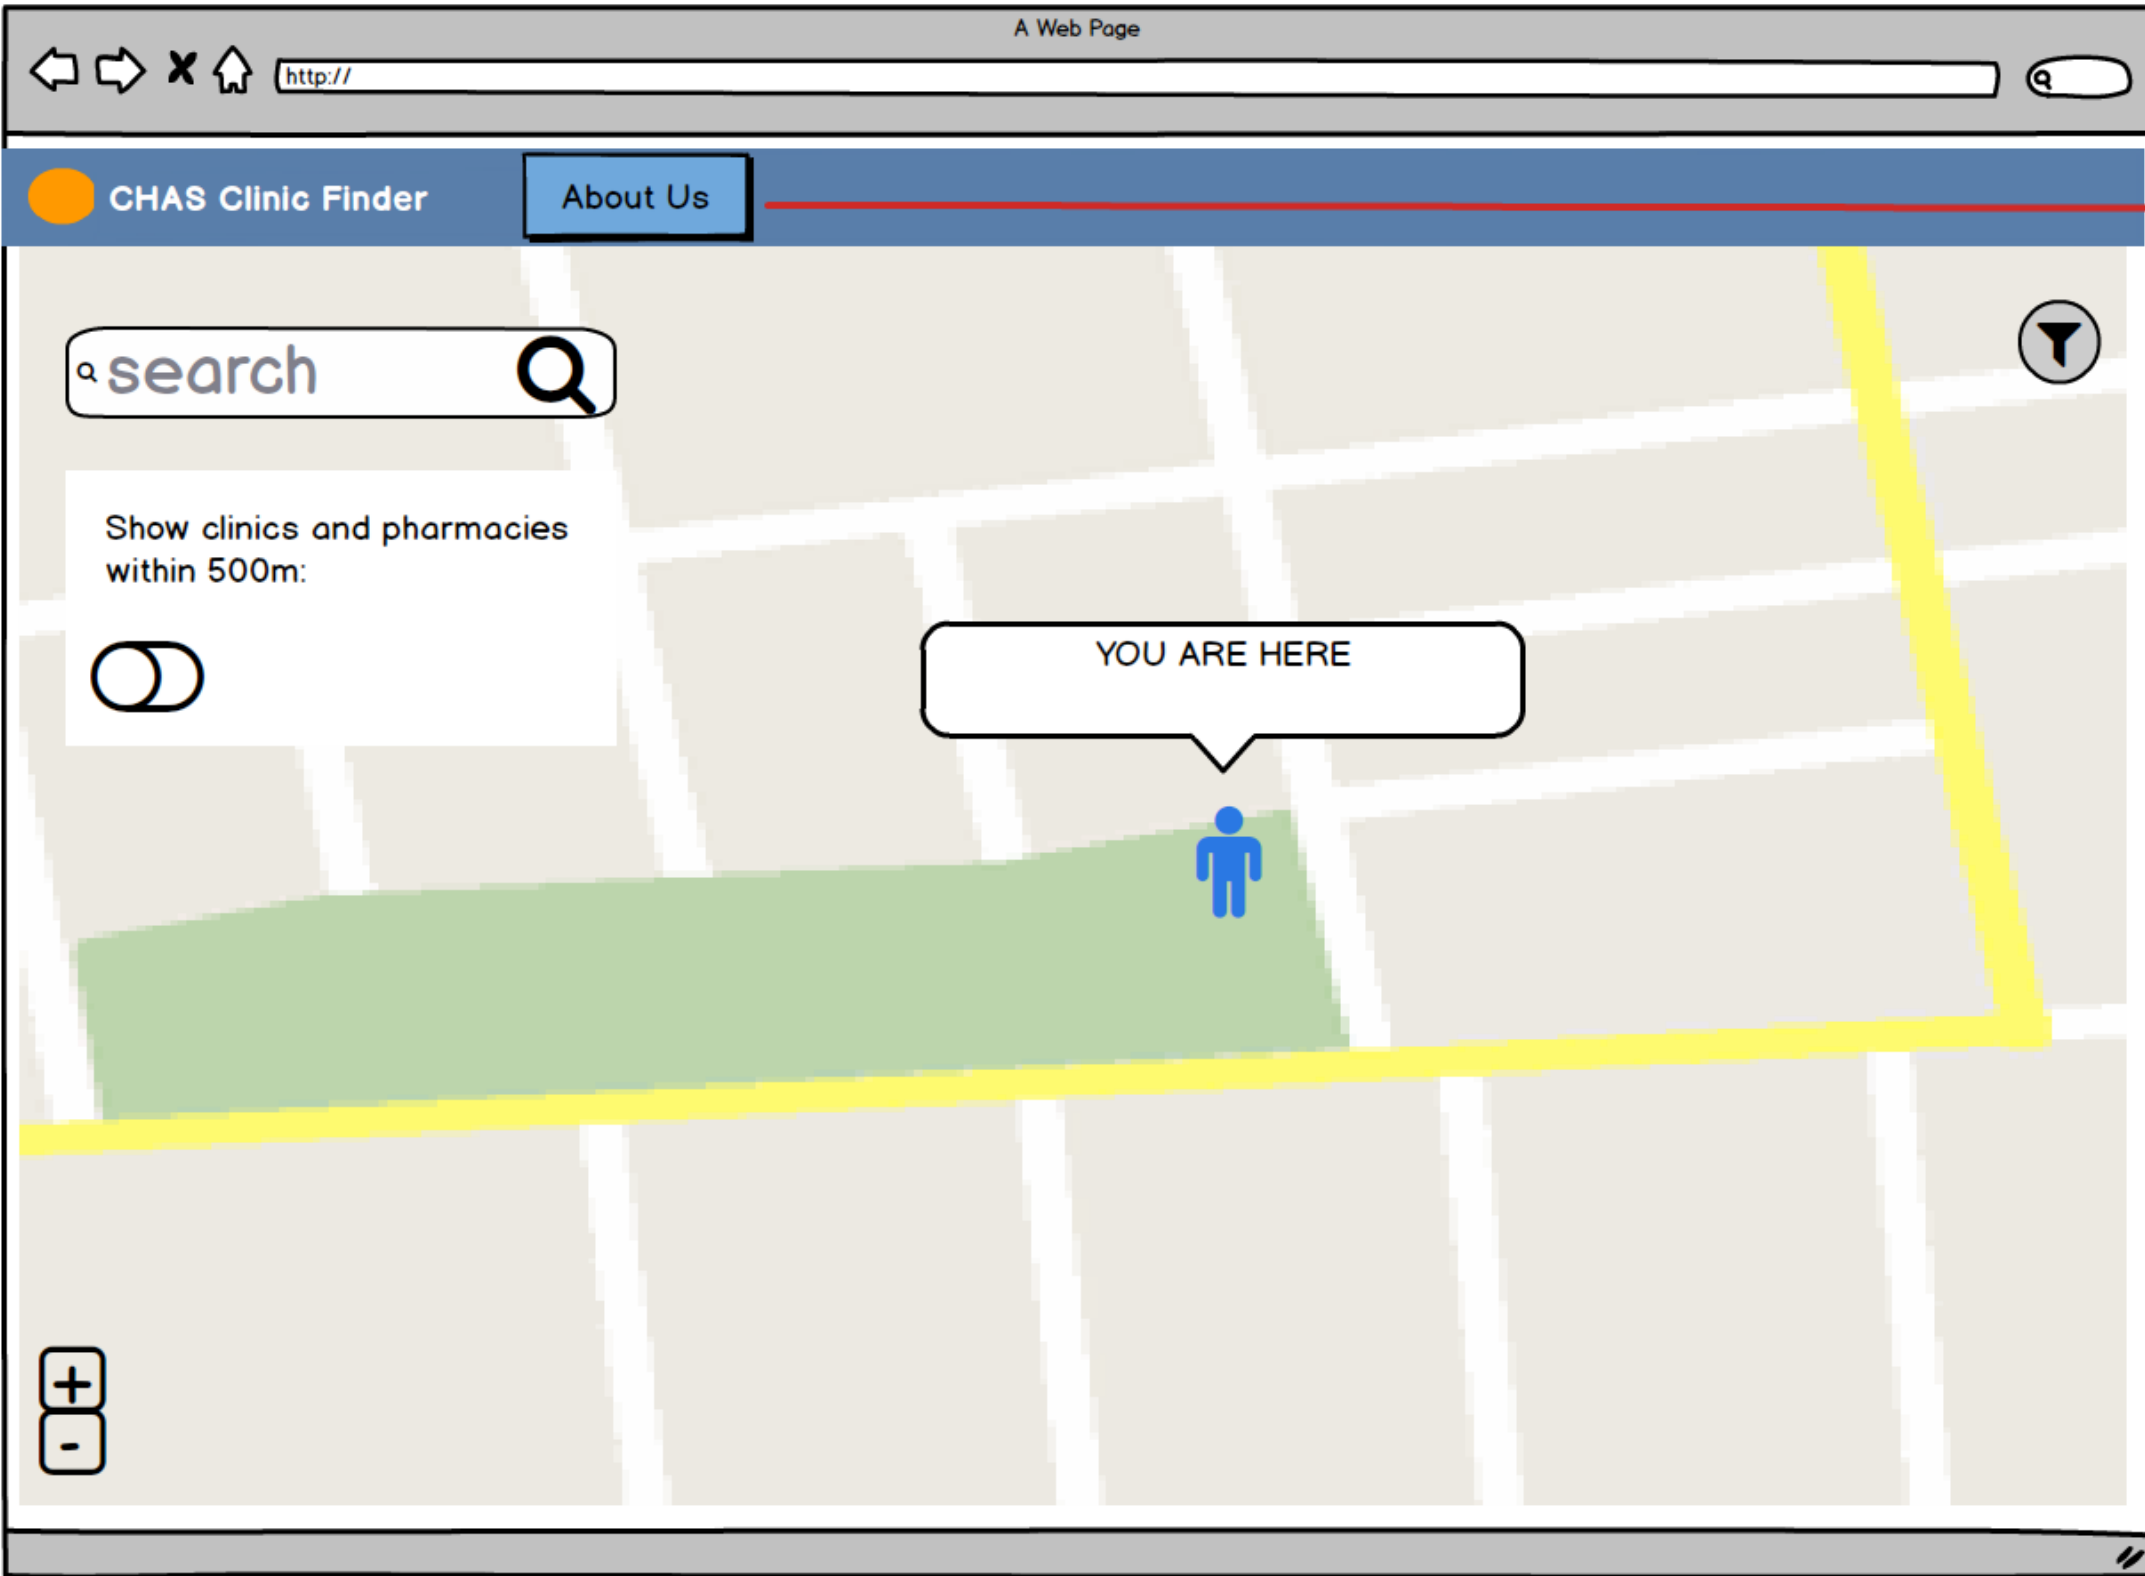 A Web Page
http://
CHAS Clinic Finder
About Us
search
Show clinics and pharmacies
within 500m:
YOU ARE HERE
+
-